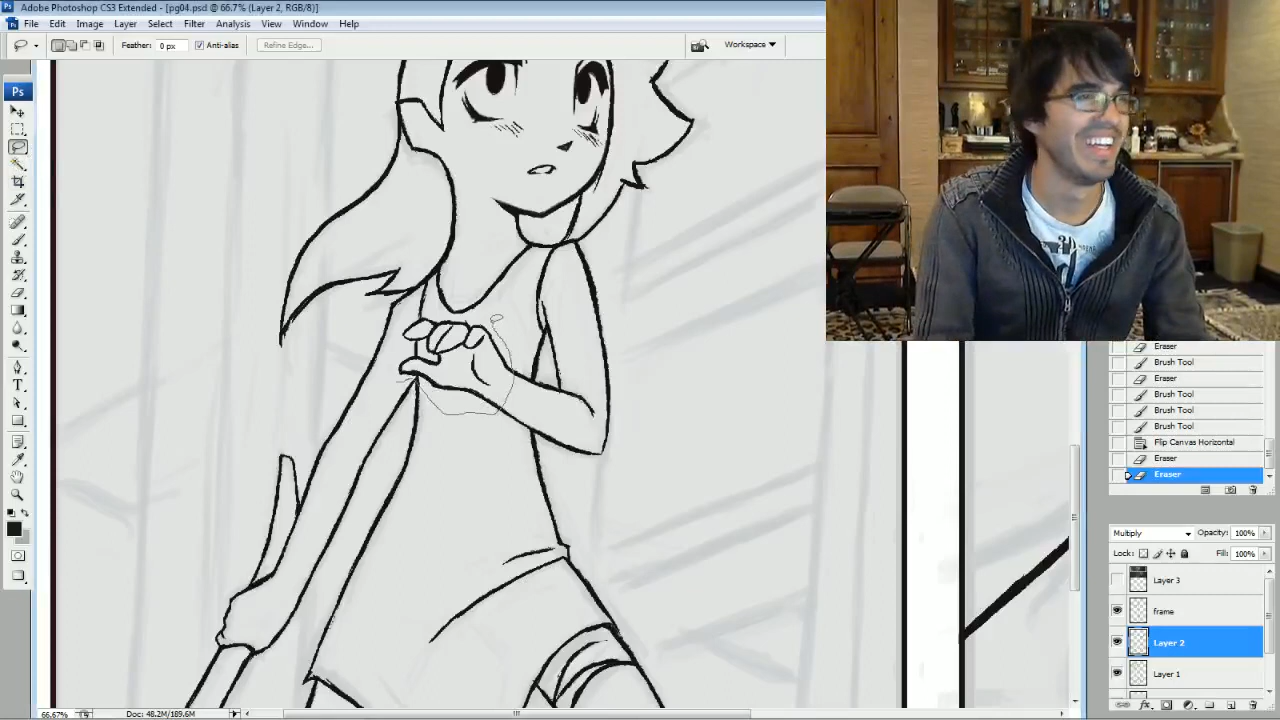 Adobe Photoshop CS3 Extended - [pg04.psd @ 66.7% (Layer 2, RGB/8)]
File Edit Image Layer Select Filter Analysis View Window Help
Feather: 0 px Anti-alias Refine Edge... Workspace
Ps
Eraser
Brush Tool
Eraser
Brush Tool
Brush Tool
Brush Tool
Flip Canvas Horizontal
Eraser
Eraser
Multiply Opacity: 100%
Lock: Fill: 100%
Layer 3
frame
Layer 2
Layer 1
66.67% Doc: 48.2M/189.6M